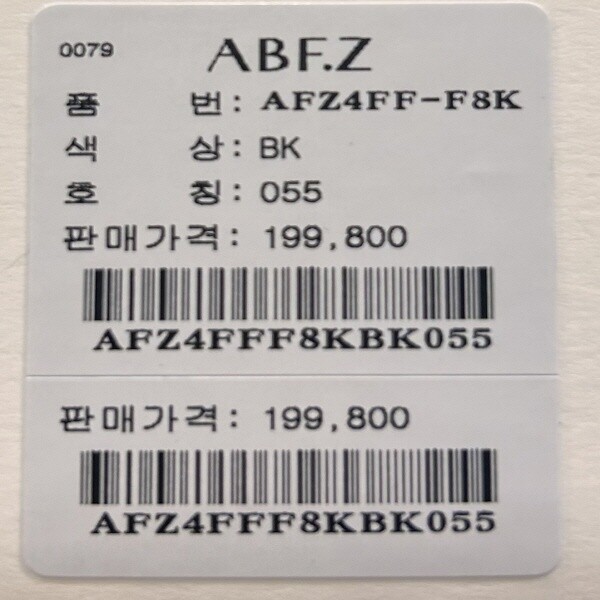 0079 ABF.Z
품 번: AFZ4FF-F8K
색 상: BK
호 칭: 055
판매가격: 199,800
AFZ4FFF8KBK055
판매가격: 199,800
AFZ4FFF8KBK055